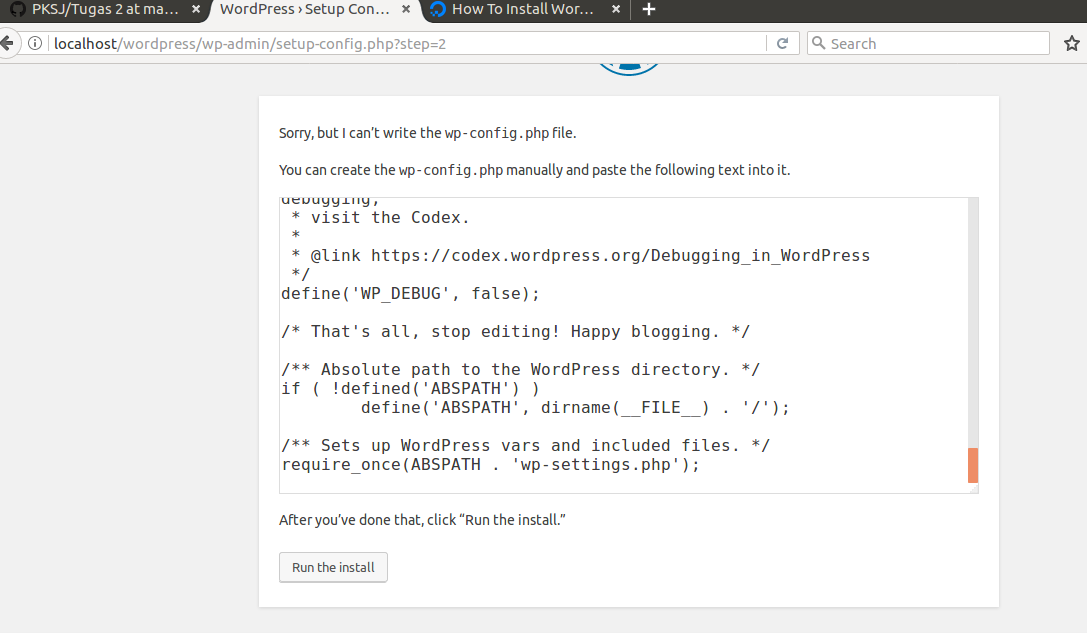 PKSJ/Tugas 2 at ma...
WordPress › Setup Con...
How To Install Wor...
localhost/wordpress/wp-admin/setup-config.php?step=2
Search
Sorry, but I can’t write the wp-config.php file.
You can create the wp-config.php manually and paste the following text into it.
debugging,
 * visit the Codex.
 *
 * @link https://codex.wordpress.org/Debugging_in_WordPress
 */
define('WP_DEBUG', false);
/* That's all, stop editing! Happy blogging. */
/** Absolute path to the WordPress directory. */
if ( !defined('ABSPATH') )
        define('ABSPATH', dirname(__FILE__) . '/');
/** Sets up WordPress vars and included files. */
require_once(ABSPATH . 'wp-settings.php');
After you’ve done that, click “Run the install.”
Run the install